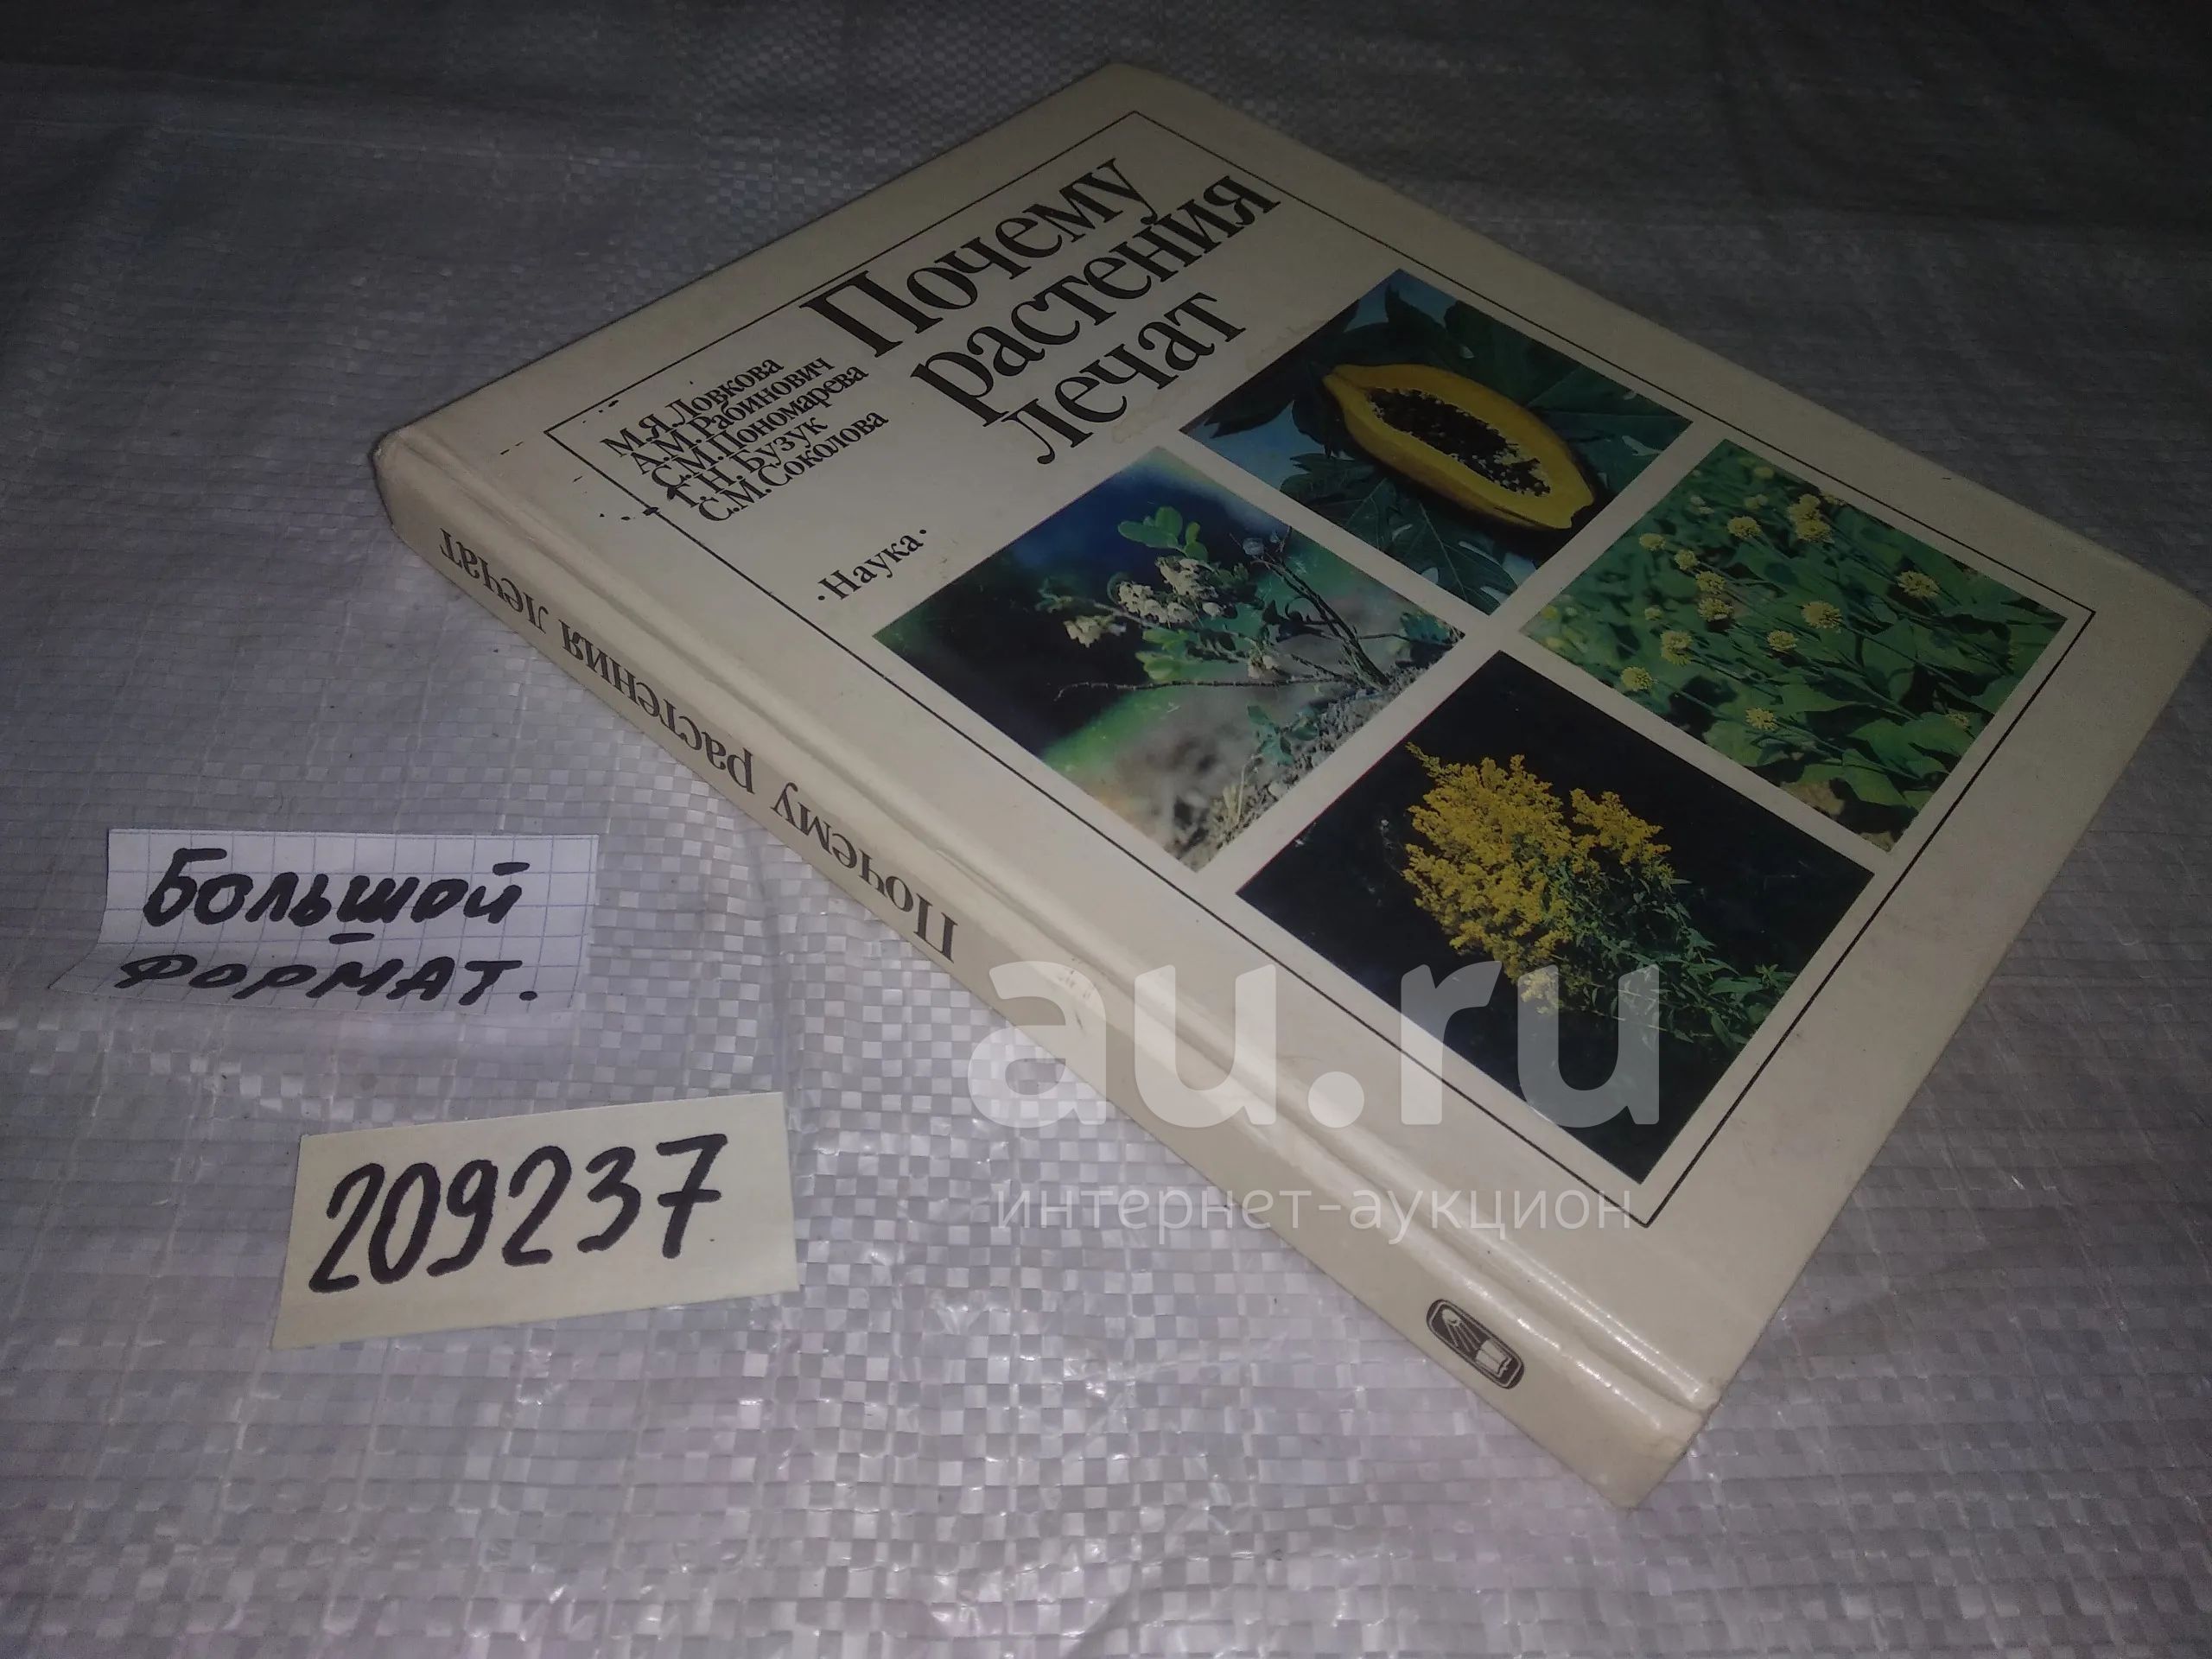 М.Я.Ловкова
А.М.Рабинович
С.М.Пономарева
Г.Н.Бузук
С.М.Соколова
Почему
растения
лечат
·Наука·
Почему растения лечат
Большой
формат.
209237
au.ru
интернет-аукцион